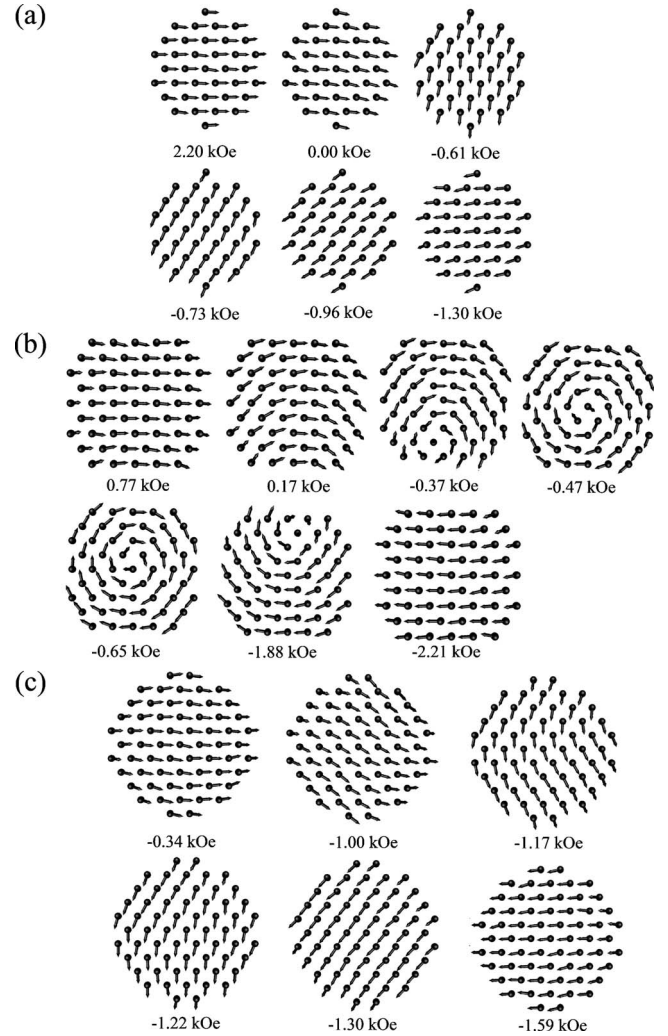 (a)
2.20 kOe 0.00 kOe -0.61 kOe
-0.73 kOe -0.96 kOe -1.30 kOe
(b)
0.77 kOe 0.17 kOe -0.37 kOe -0.47 kOe
-0.65 kOe -1.88 kOe -2.21 kOe
(c)
-0.34 kOe -1.00 kOe -1.17 kOe
-1.22 kOe -1.30 kOe -1.59 kOe